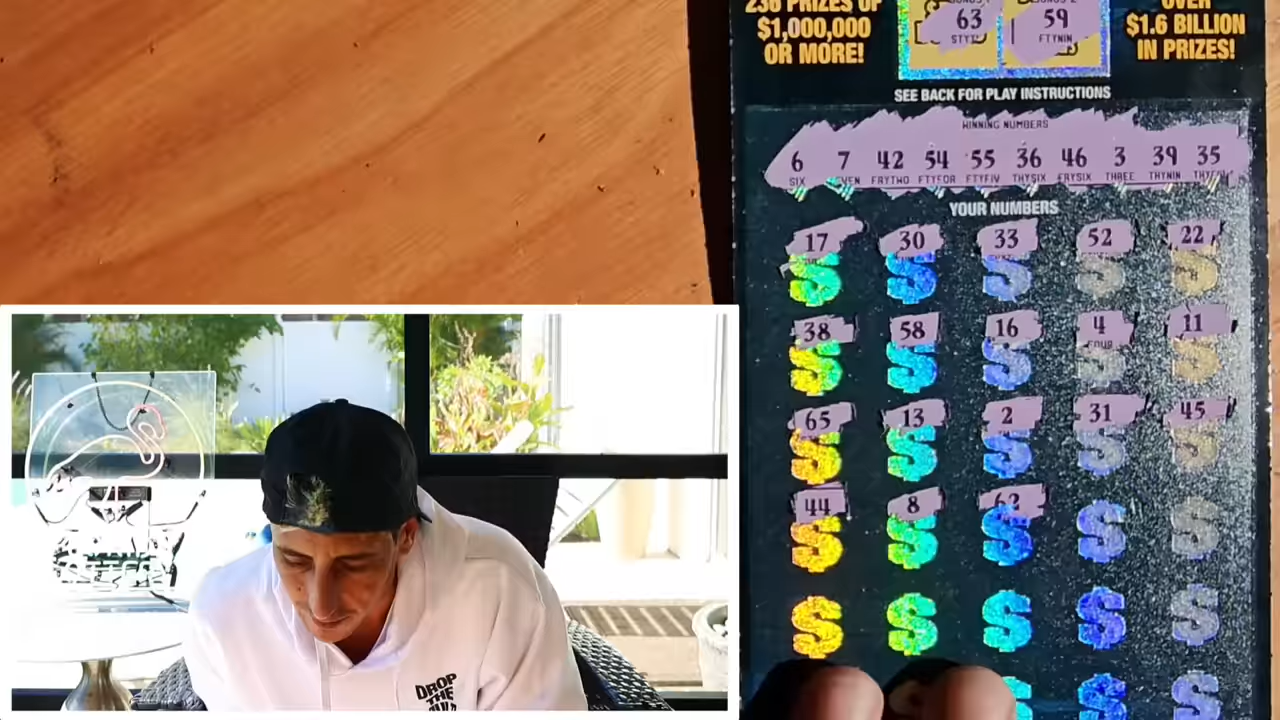 236 PRIZES OF
$1,000,000
OR MORE!
63
59
FTYNIN
OVER
$1.6 BILLION
IN PRIZES!
SEE BACK FOR PLAY INSTRUCTIONS
WINNING NUMBERS
6 7 42 54 55 36 46 3 39 35
SIX FRYTWO FTYFOR FTYFIV THYSIX FRYSIX THREE THYNIN
YOUR NUMBERS
17 30 33 52 22
38 58 16 4 11
FOUR
65 13 2 31 45
44 8
DROP
THE